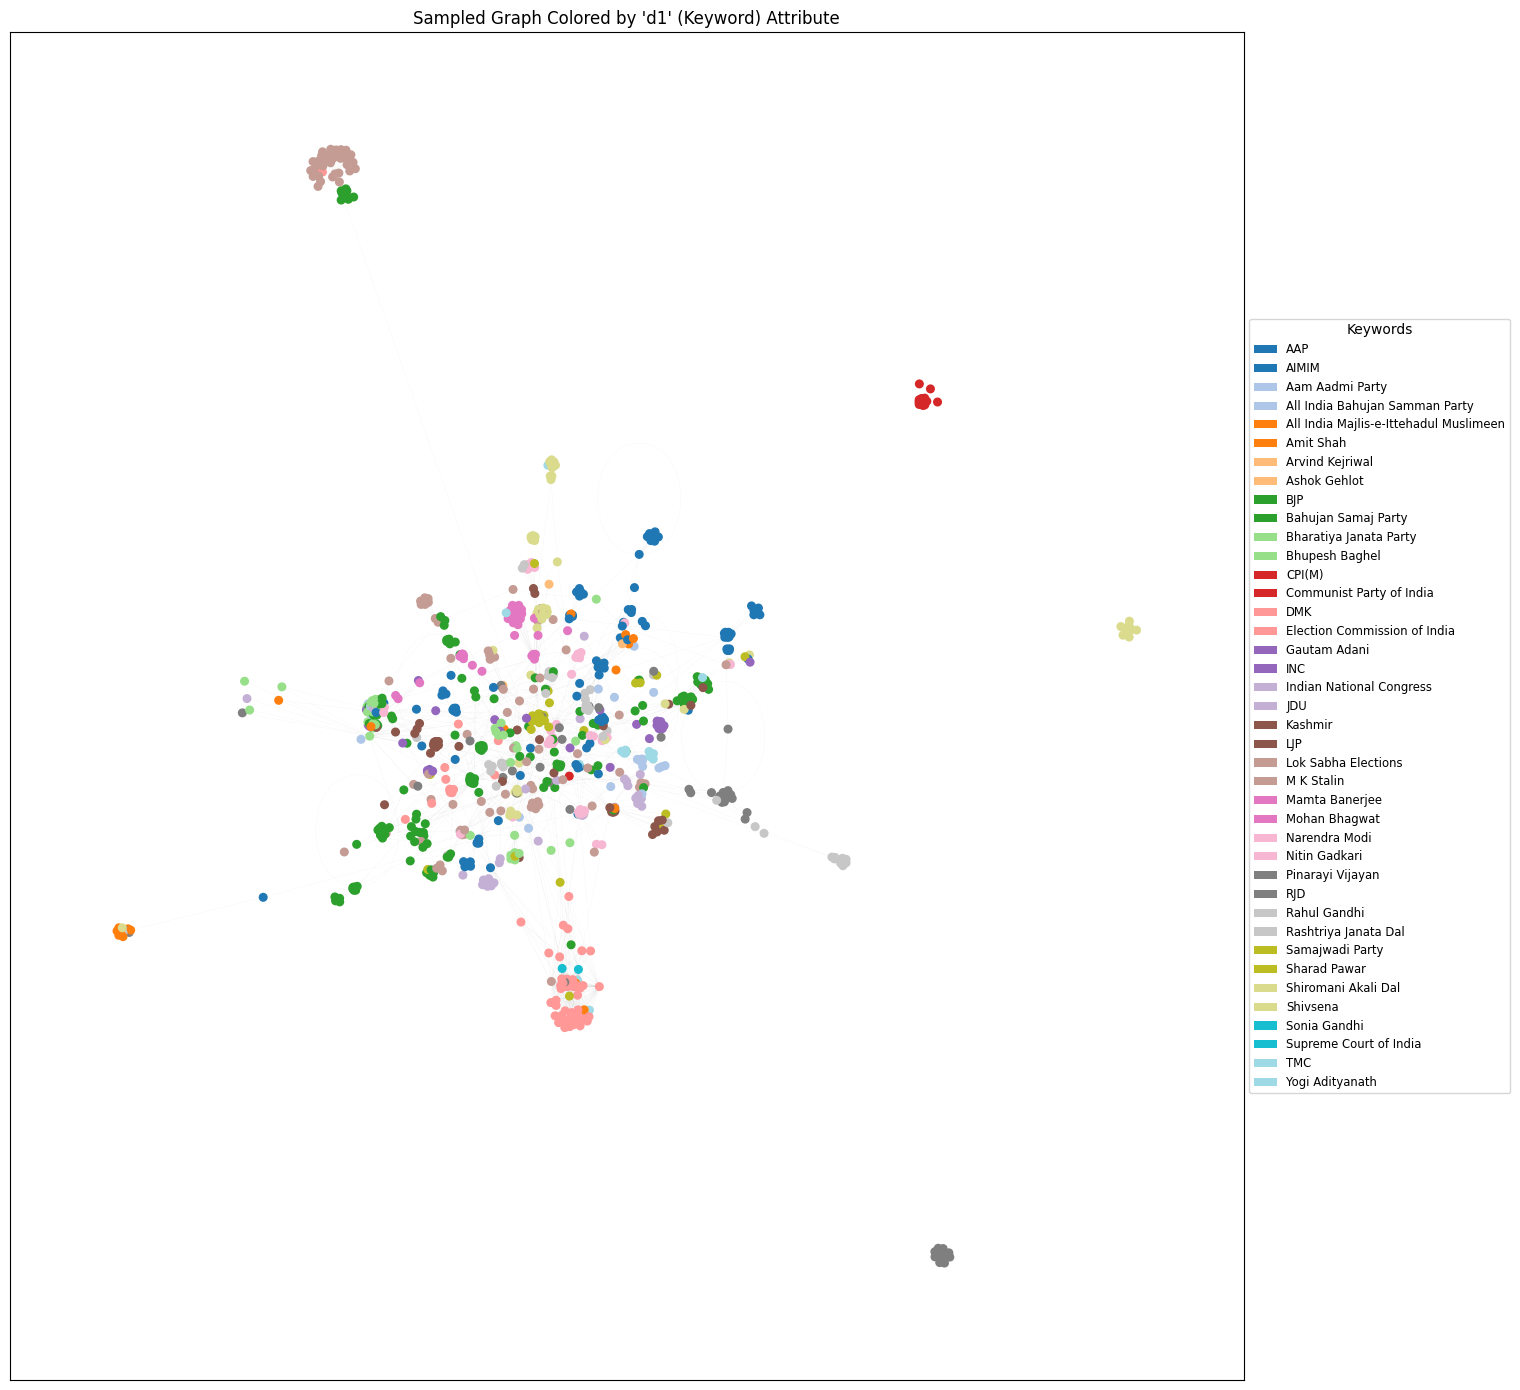 Sampled Graph Colored by 'd1' (Keyword) Attribute
Keywords
AAP
AIMIM
Aam Aadmi Party
All India Bahujan Samman Party
All India Majlis-e-Ittehadul Muslimeen
Amit Shah
Arvind Kejriwal
Ashok Gehlot
BJP
Bahujan Samaj Party
Bharatiya Janata Party
Bhupesh Baghel
CPI(M)
Communist Party of India
DMK
Election Commission of India
Gautam Adani
INC
Indian National Congress
JDU
Kashmir
LJP
Lok Sabha Elections
M K Stalin
Mamta Banerjee
Mohan Bhagwat
Narendra Modi
Nitin Gadkari
Pinarayi Vijayan
RJD
Rahul Gandhi
Rashtriya Janata Dal
Samajwadi Party
Sharad Pawar
Shiromani Akali Dal
Shivsena
Sonia Gandhi
Supreme Court of India
TMC
Yogi Adityanath